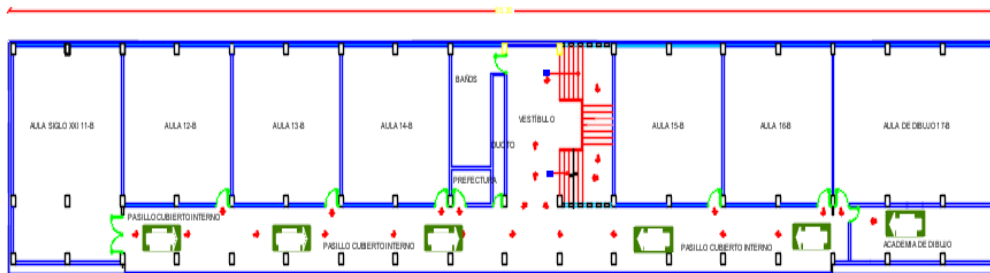 AULA SIGLO XXI 11-B
AULA 12-B
AULA 13-B
AULA 14-B
BAÑOS
DUCTO
PREFECTURA
VESTÍBULO
AULA 15-B
AULA 16-B
AULA DE DIBUJO 17-B
PASILLO CUBIERTO INTERNO
PASILLO CUBIERTO INTERNO
PASILLO CUBIERTO INTERNO
ACADEMIA DE DIBUJO